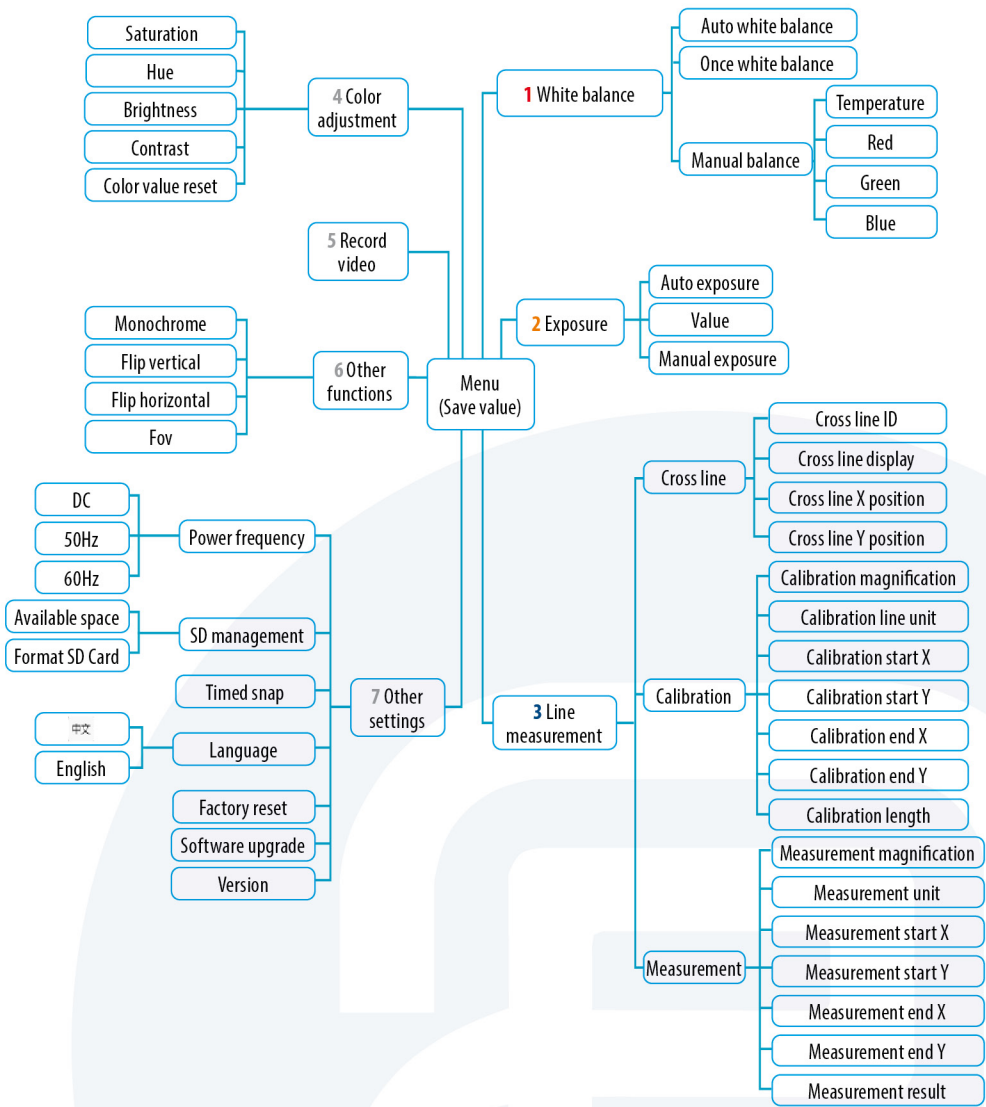 Menu
(Save value)
1 White balance
Auto white balance
Once white balance
Manual balance
Temperature
Red
Green
Blue
2 Exposure
Auto exposure
Value
Manual exposure
3 Line
measurement
Cross line
Cross line ID
Cross line display
Cross line X position
Cross line Y position
Calibration
Calibration magnification
Calibration line unit
Calibration start X
Calibration start Y
Calibration end X
Calibration end Y
Calibration length
Measurement
Measurement magnification
Measurement unit
Measurement start X
Measurement start Y
Measurement end X
Measurement end Y
Measurement result
4 Color
adjustment
Saturation
Hue
Brightness
Contrast
Color value reset
5 Record
video
6 Other
functions
Monochrome
Flip vertical
Flip horizontal
Fov
7 Other
settings
Power frequency
DC
50Hz
60Hz
SD management
Available space
Format SD Card
Timed snap
Language
中文
English
Factory reset
Software upgrade
Version